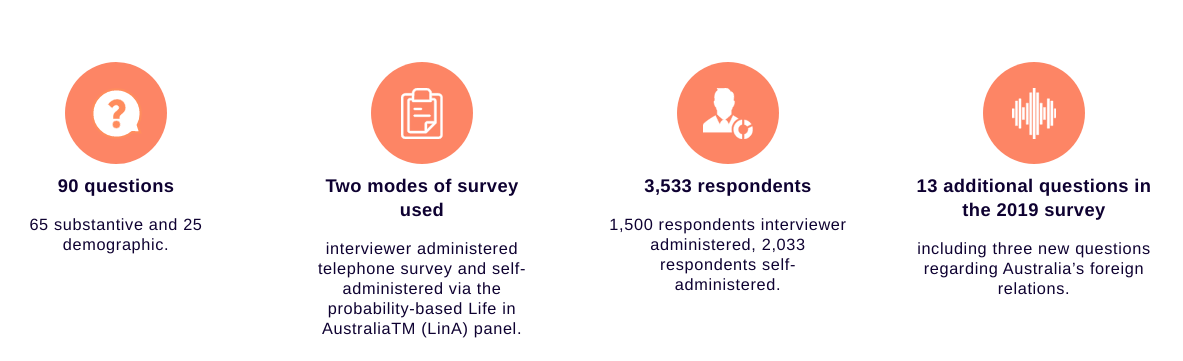 90 questions
65 substantive and 25
demographic.
Two modes of survey
used
interviewer administered
telephone survey and self-
administered via the
probability-based Life in
AustraliaTM (LinA) panel.
3,533 respondents
1,500 respondents interviewer
administered, 2,033
respondents self-
administered.
13 additional questions in
the 2019 survey
including three new questions
regarding Australia’s foreign
relations.